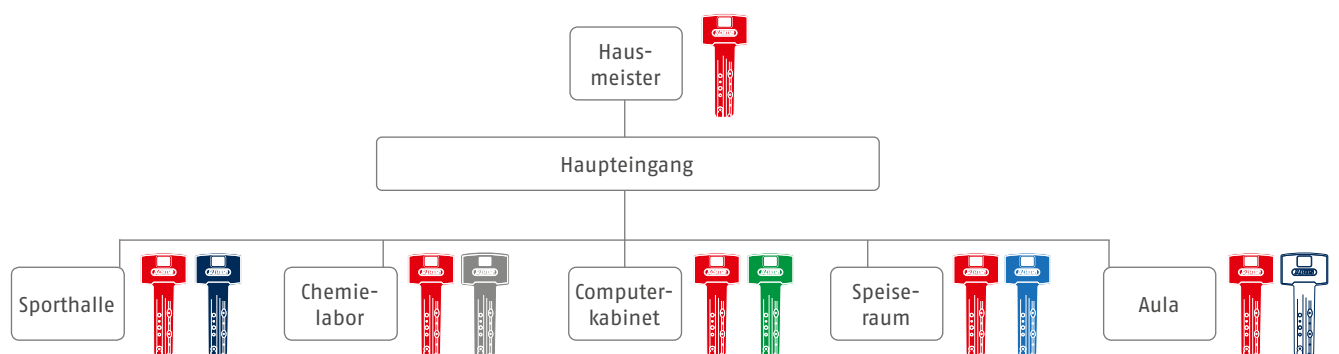 Haus-
meister
Haupteingang
Sporthalle
Chemie-
labor
Computer-
kabinet
Speise-
raum
Aula